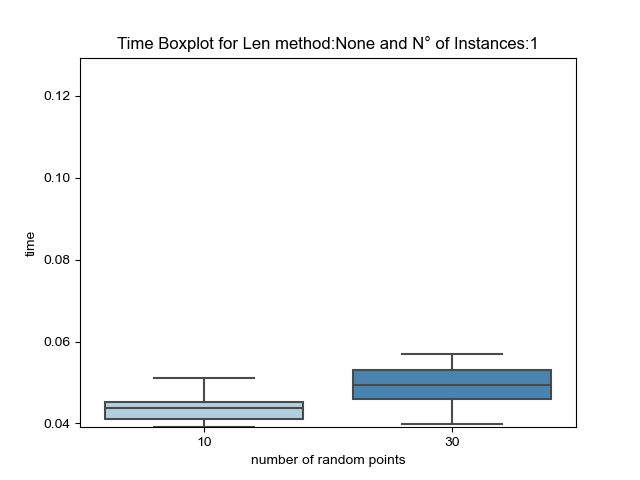 Time Boxplot for Len method:None and N° of Instances:1
0.12
0.10
0.08
0.06
0.04
time
10
30
number of random points